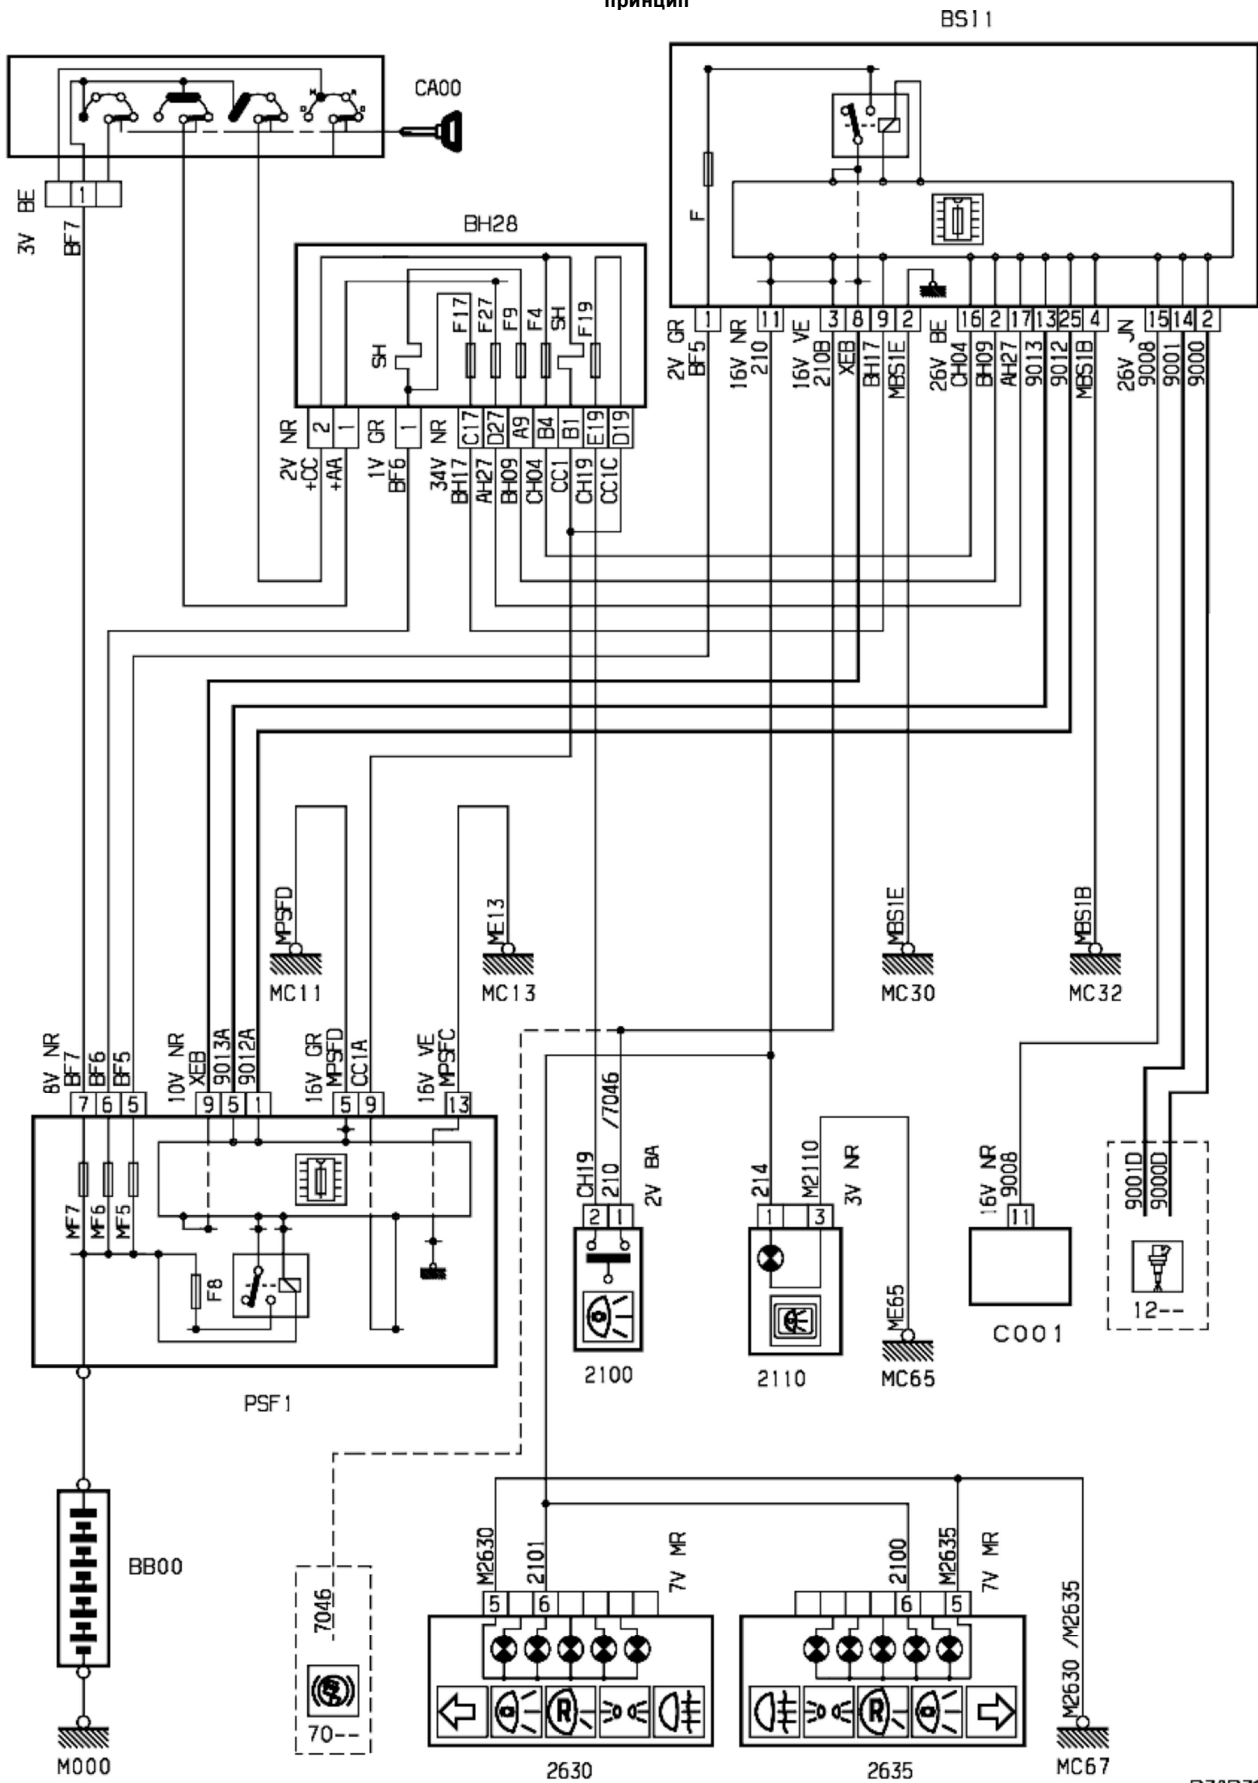 принцип
BSI1
CA00
3V BE
1
BF7
BH28
F
SH
F17
F27
F9
F4
SH
F19
2V NR
2
1
+CC
+AA
1V GR
1
BF6
34V NR
C17
D27
A9
B4
B1
E19
D19
BH17
AH27
BH09
CH04
CC1
CH19
CC1C
2V GR
1
BF5
16V NR
11
210
16V VE
3
8
9
2
210B
XEB
BH17
MBS1E
26V BE
16
2
17
13
25
4
CH04
BH09
AH27
9013
9012
MBS1B
26V JN
15
14
2
9008
9001
9000
MPSFD
MC11
ME13
MC13
MBS1E
MC30
MBS1B
MC32
8V NR
BF7
BF6
BF5
7
6
5
10V NR
XEB
9013A
9012A
9
5
1
16V GR
MPSFD
CC1A
5
9
16V VE
MPSFC
13
MF7
MF6
MF5
F8
PSF1
/7046
CH19
210
2V BA
2
1
2100
214
M2110
3V NR
1
3
2110
ME65
MC65
16V NR
9008
11
C001
9001D
9000D
12--
BB00
M000
7046
70--
M2630
2101
7V MR
5
6
R
2630
2100
M2635
7V MR
6
5
R
2635
M2630 /M2635
MC67